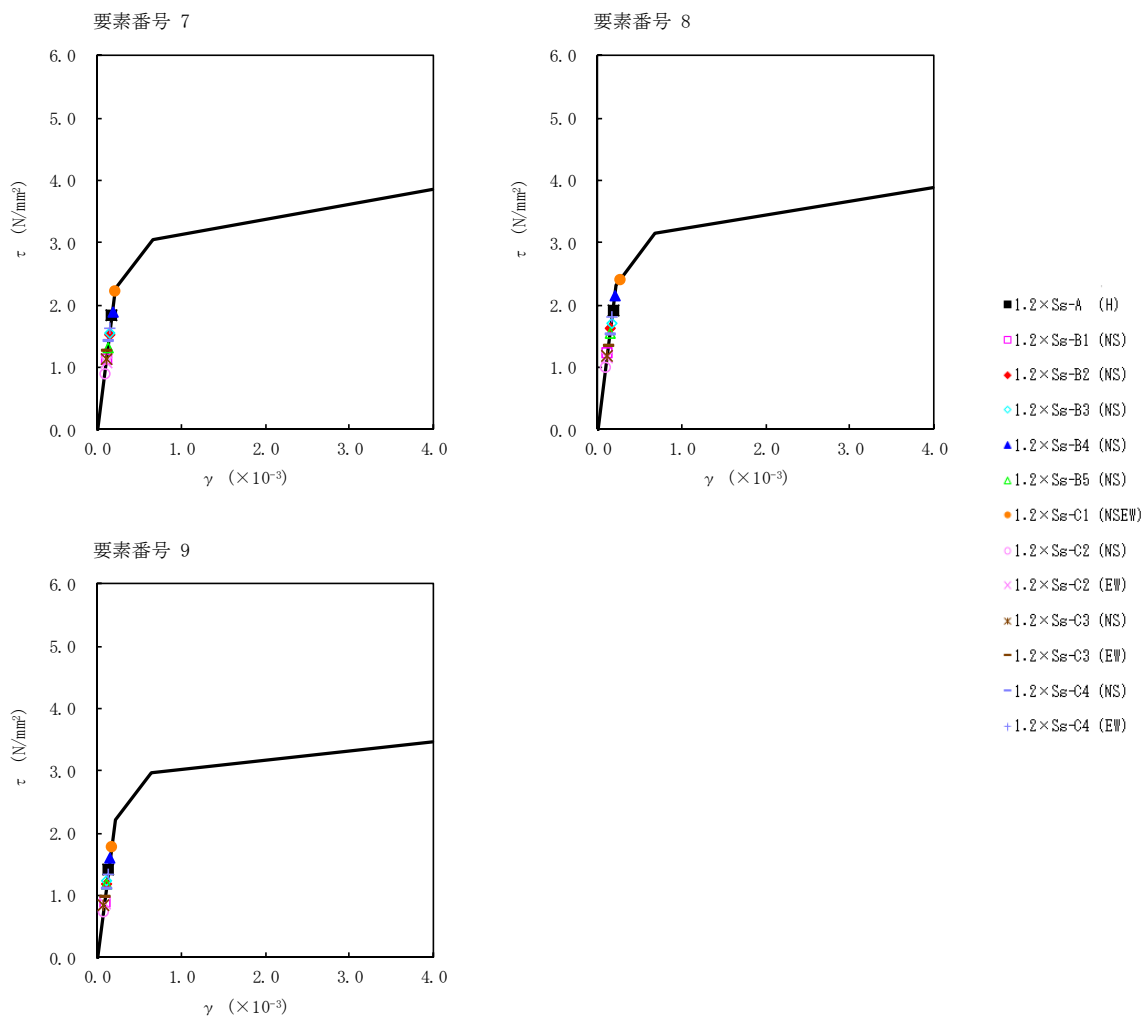 要素番号 7
6.0
5.0
4.0
3.0
2.0
1.0
0.0
τ (N/mm²)
0.0 1.0 2.0 3.0 4.0
γ (×10⁻³)
要素番号 8
6.0
5.0
4.0
3.0
2.0
1.0
0.0
τ (N/mm²)
0.0 1.0 2.0 3.0 4.0
γ (×10⁻³)
1.2×Ss-A (H)
1.2×Ss-B1 (NS)
1.2×Ss-B2 (NS)
1.2×Ss-B3 (NS)
1.2×Ss-B4 (NS)
1.2×Ss-B5 (NS)
1.2×Ss-C1 (NSEW)
1.2×Ss-C2 (NS)
1.2×Ss-C2 (EW)
1.2×Ss-C3 (NS)
1.2×Ss-C3 (EW)
1.2×Ss-C4 (NS)
1.2×Ss-C4 (EW)
要素番号 9
6.0
5.0
4.0
3.0
2.0
1.0
0.0
τ (N/mm²)
0.0 1.0 2.0 3.0 4.0
γ (×10⁻³)